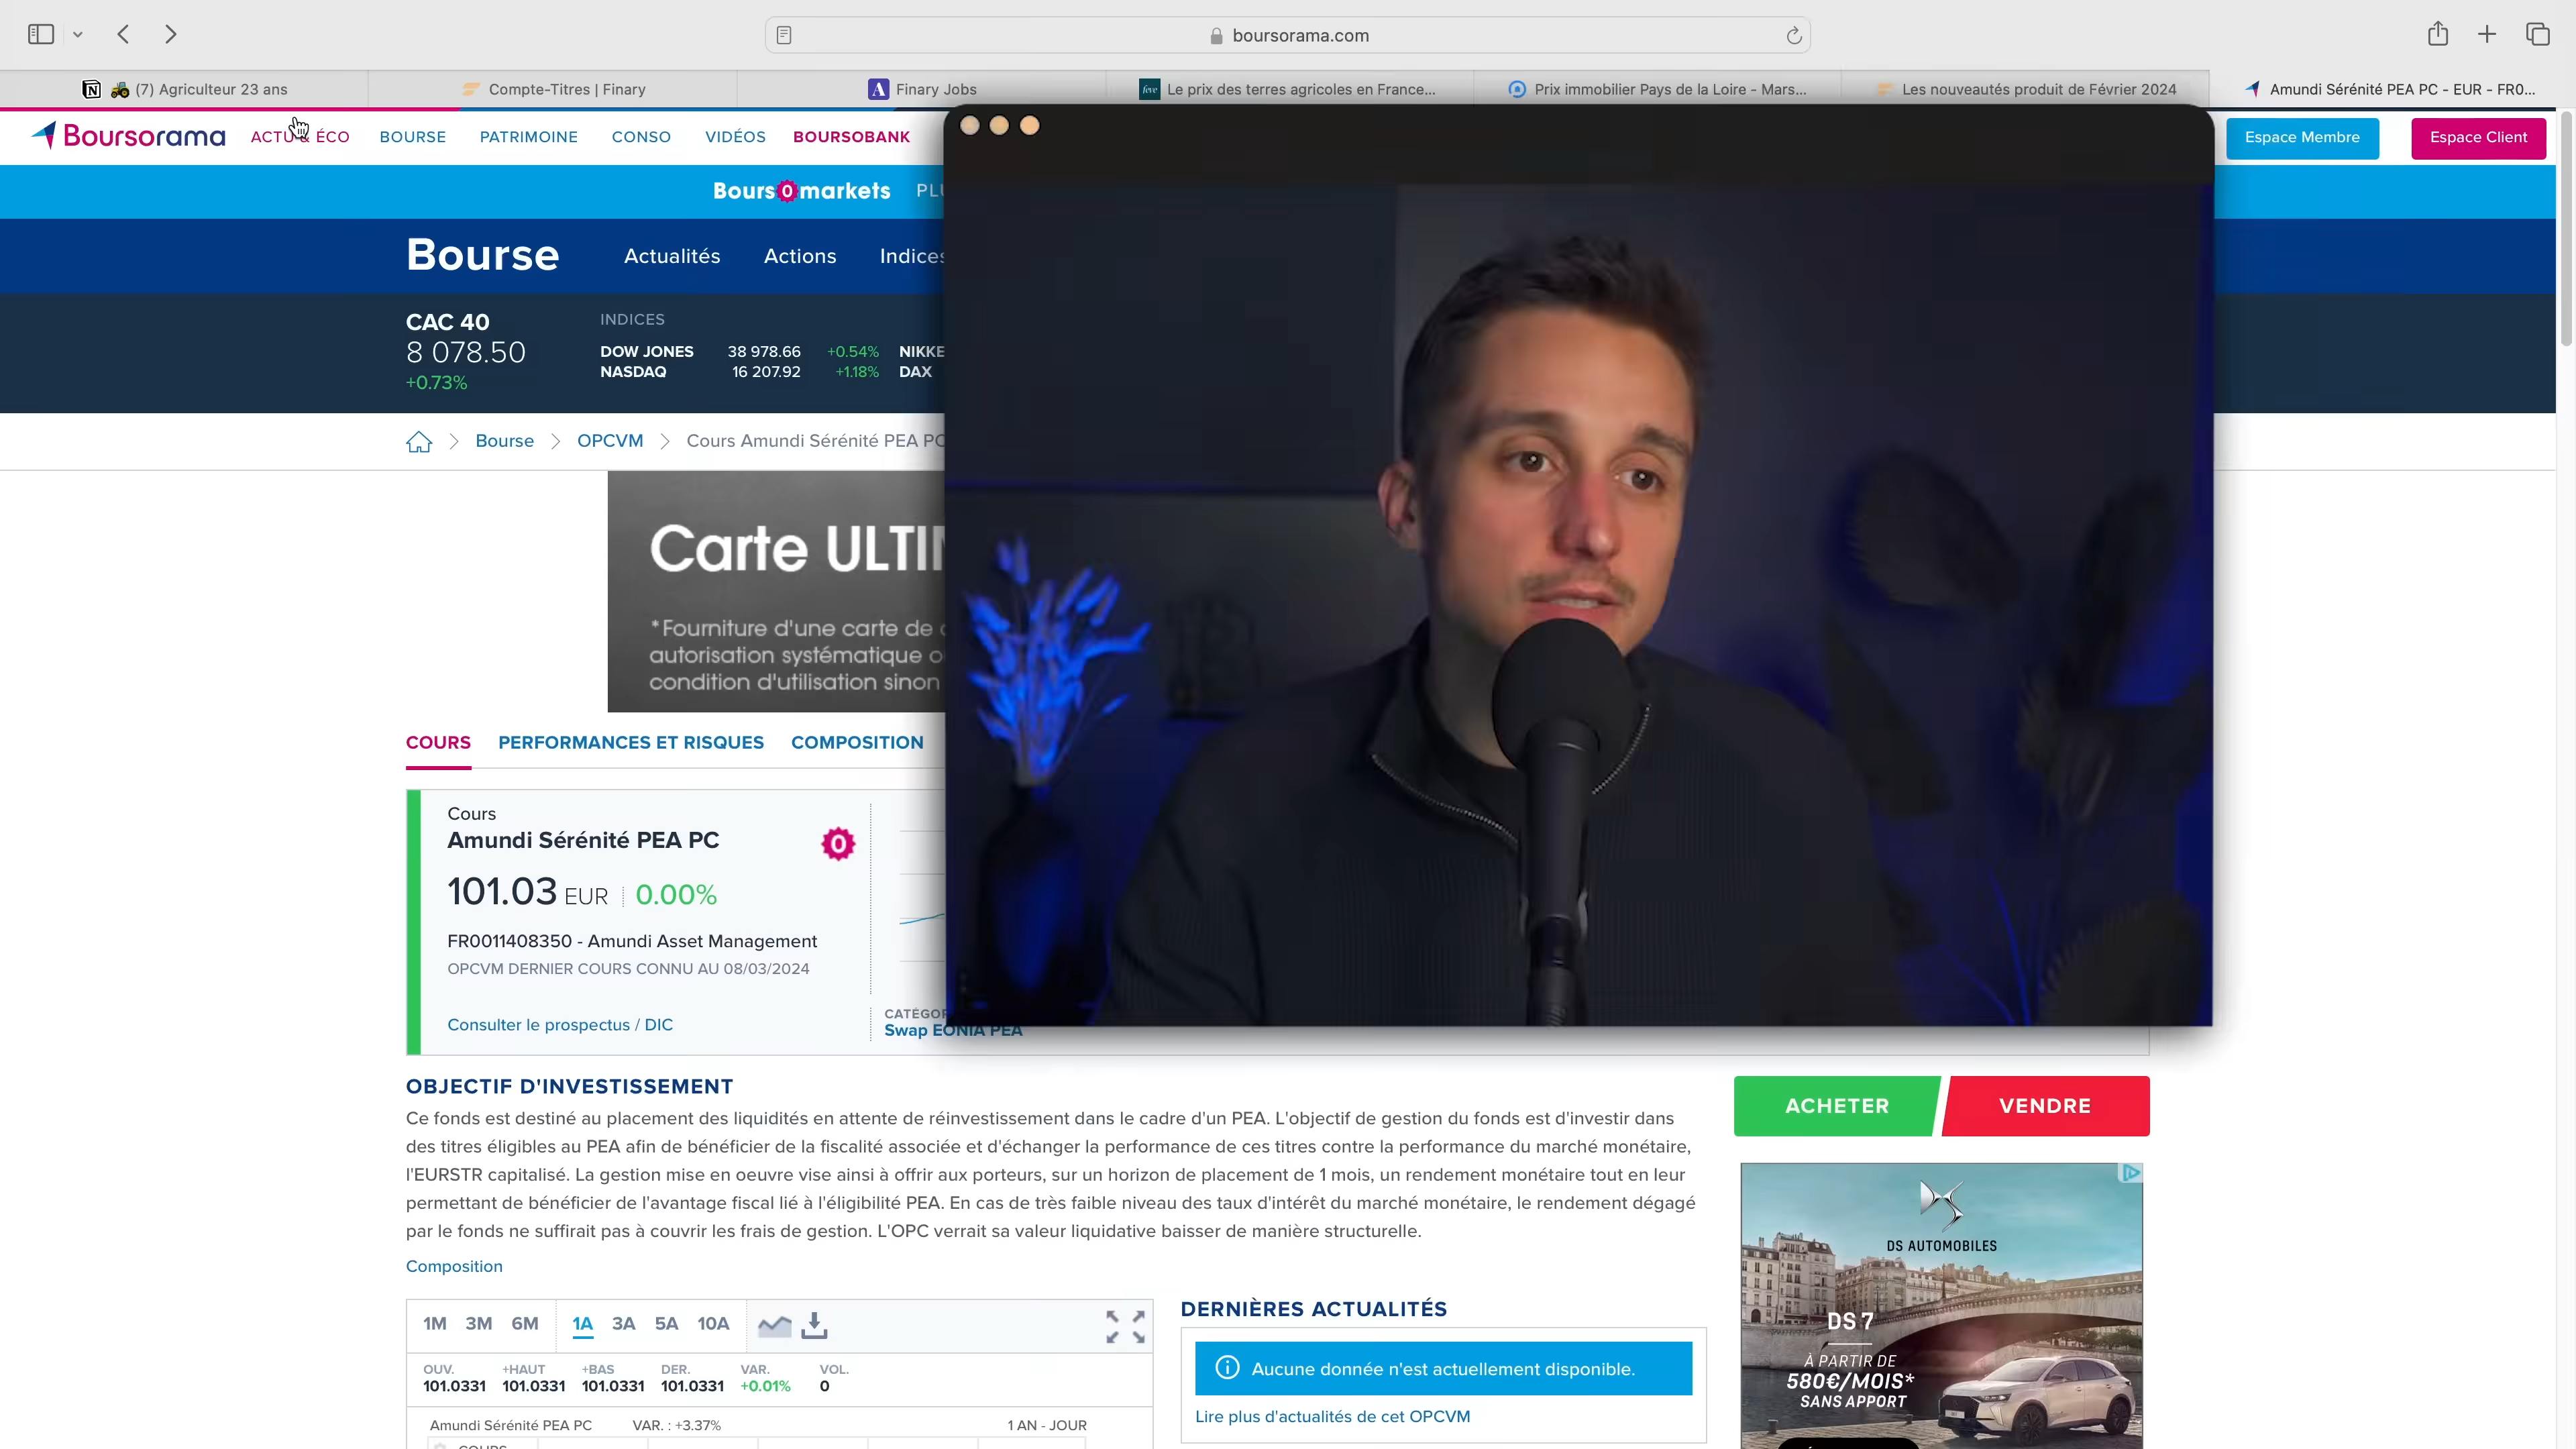 boursorama.com
(7) Agriculteur 23 ans
Compte-Titres | Finary
Finary Jobs
Le prix des terres agricoles en France...
Prix immobilier Pays de la Loire - Mars...
Les nouveautés produit de Février 2024
Amundi Sérénité PEA PC - EUR - FR0...
Boursorama
ACTU & ÉCO
BOURSE
PATRIMOINE
CONSO
VIDÉOS
BOURSOBANK
Espace Membre
Espace Client
Boursomarkets
PLU
Bourse
Actualités
Actions
Indices
CAC 40
8 078.50
+0.73%
INDICES
DOW JONES 38 978.66 +0.54% NIKKE
NASDAQ 16 207.92 +1.18% DAX
Bourse
OPCVM
Cours Amundi Sérénité PEA PC
Carte ULTI
*Fourniture d'une carte de
autorisation systématique o
condition d'utilisation sinon
COURS
PERFORMANCES ET RISQUES
COMPOSITION
Cours
Amundi Sérénité PEA PC
101.03 EUR 0.00%
FR0011408350 - Amundi Asset Management
OPCVM DERNIER COURS CONNU AU 08/03/2024
Consulter le prospectus / DIC
CATÉGOR
Swap EONIA PEA
OBJECTIF D'INVESTISSEMENT
Ce fonds est destiné au placement des liquidités en attente de réinvestissement dans le cadre d'un PEA. L'objectif de gestion du fonds est d'investir dans
des titres éligibles au PEA afin de bénéficier de la fiscalité associée et d'échanger la performance de ces titres contre la performance du marché monétaire,
l'EURSTR capitalisé. La gestion mise en oeuvre vise ainsi à offrir aux porteurs, sur un horizon de placement de 1 mois, un rendement monétaire tout en leur
permettant de bénéficier de l'avantage fiscal lié à l'éligibilité PEA. En cas de très faible niveau des taux d'intérêt du marché monétaire, le rendement dégagé
par le fonds ne suffirait pas à couvrir les frais de gestion. L'OPC verrait sa valeur liquidative baisser de manière structurelle.
Composition
ACHETER
VENDRE
DS AUTOMOBILES
DS 7
À PARTIR DE
580€/MOIS*
SANS APPORT
1M 3M 6M 1A 3A 5A 10A
OUV. +HAUT +BAS DER. VAR. VOL.
101.0331 101.0331 101.0331 101.0331 +0.01% 0
Amundi Sérénité PEA PC VAR. : +3.37% 1 AN - JOUR
DERNIÈRES ACTUALITÉS
Aucune donnée n'est actuellement disponible.
Lire plus d'actualités de cet OPCVM